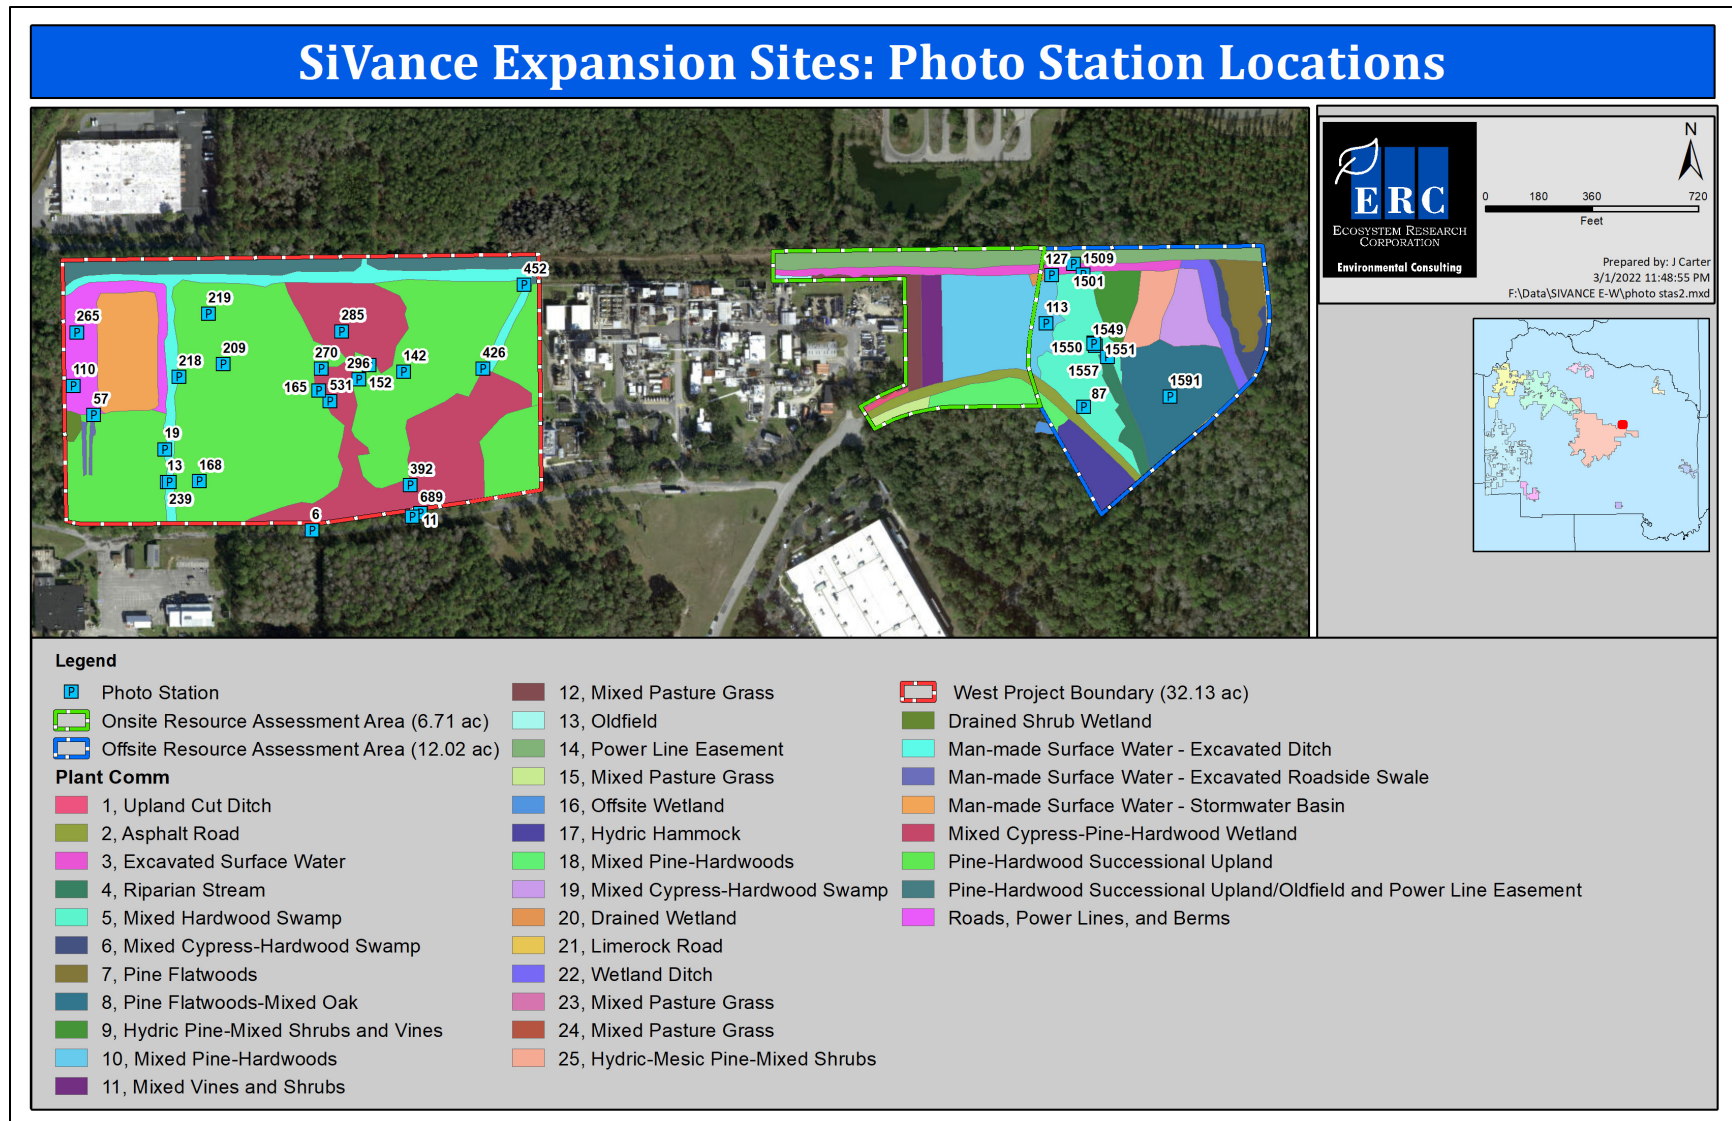 SiVance Expansion Sites: Photo Station Locations
452
219
265
285
270
296
142
426
218
209
110
165
531
152
57
19
13
168
239
392
689
6
11
127
1509
1501
113
1549
1550
1551
1557
87
1591
N
ERC
ECOSYSTEM RESEARCH
CORPORATION
Environmental Consulting
0 180 360 720
Feet
Prepared by: J Carter
3/1/2022 11:48:55 PM
F:\Data\SIVANCE E-W\photo stas2.mxd
Legend
P Photo Station
Onsite Resource Assessment Area (6.71 ac)
Offsite Resource Assessment Area (12.02 ac)
Plant Comm
1, Upland Cut Ditch
2, Asphalt Road
3, Excavated Surface Water
4, Riparian Stream
5, Mixed Hardwood Swamp
6, Mixed Cypress-Hardwood Swamp
7, Pine Flatwoods
8, Pine Flatwoods-Mixed Oak
9, Hydric Pine-Mixed Shrubs and Vines
10, Mixed Pine-Hardwoods
11, Mixed Vines and Shrubs
12, Mixed Pasture Grass
13, Oldfield
14, Power Line Easement
15, Mixed Pasture Grass
16, Offsite Wetland
17, Hydric Hammock
18, Mixed Pine-Hardwoods
19, Mixed Cypress-Hardwood Swamp
20, Drained Wetland
21, Limerock Road
22, Wetland Ditch
23, Mixed Pasture Grass
24, Mixed Pasture Grass
25, Hydric-Mesic Pine-Mixed Shrubs
West Project Boundary (32.13 ac)
Drained Shrub Wetland
Man-made Surface Water - Excavated Ditch
Man-made Surface Water - Excavated Roadside Swale
Man-made Surface Water - Stormwater Basin
Mixed Cypress-Pine-Hardwood Wetland
Pine-Hardwood Successional Upland
Pine-Hardwood Successional Upland/Oldfield and Power Line Easement
Roads, Power Lines, and Berms